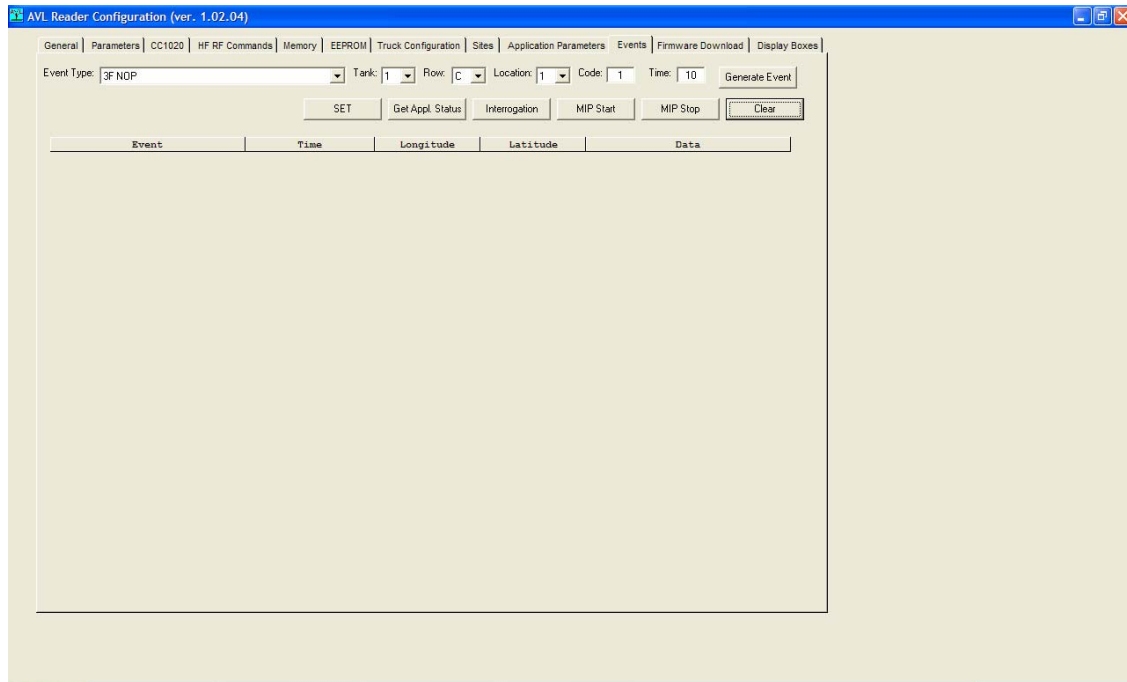 AVL Reader Configuration (ver. 1.02.04)
General Parameters CC1020 HF RF Commands Memory EEPROM Truck Configuration Sites Application Parameters Events Firmware Download Display Boxes
Event Type: 3F NOP Tank: 1 Row: C Location: 1 Code: 1 Time: 10 Generate Event
SET Get Appl. Status Interrogation MIP Start MIP Stop Clear
Event Time Longitude Latitude Data